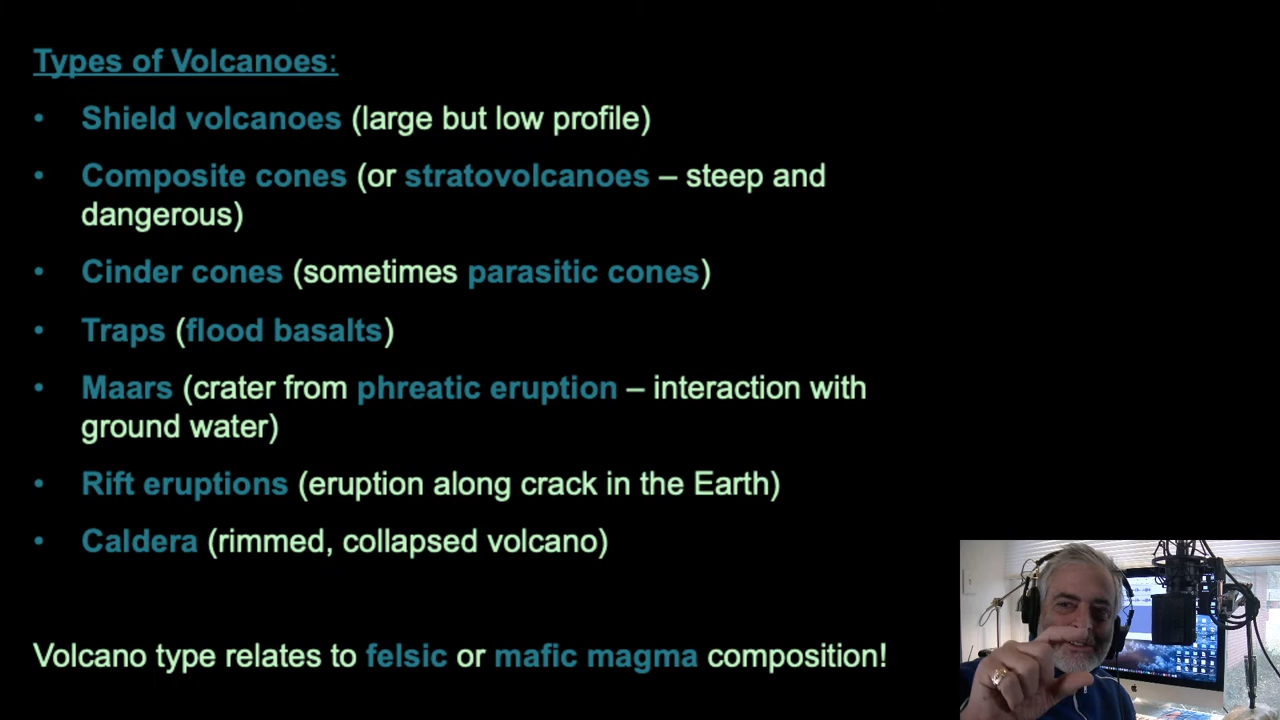 Types of Volcanoes:
• Shield volcanoes (large but low profile)
• Composite cones (or stratovolcanoes – steep and
dangerous)
• Cinder cones (sometimes parasitic cones)
• Traps (flood basalts)
• Maars (crater from phreatic eruption – interaction with
ground water)
• Rift eruptions (eruption along crack in the Earth)
• Caldera (rimmed, collapsed volcano)
Volcano type relates to felsic or mafic magma composition!